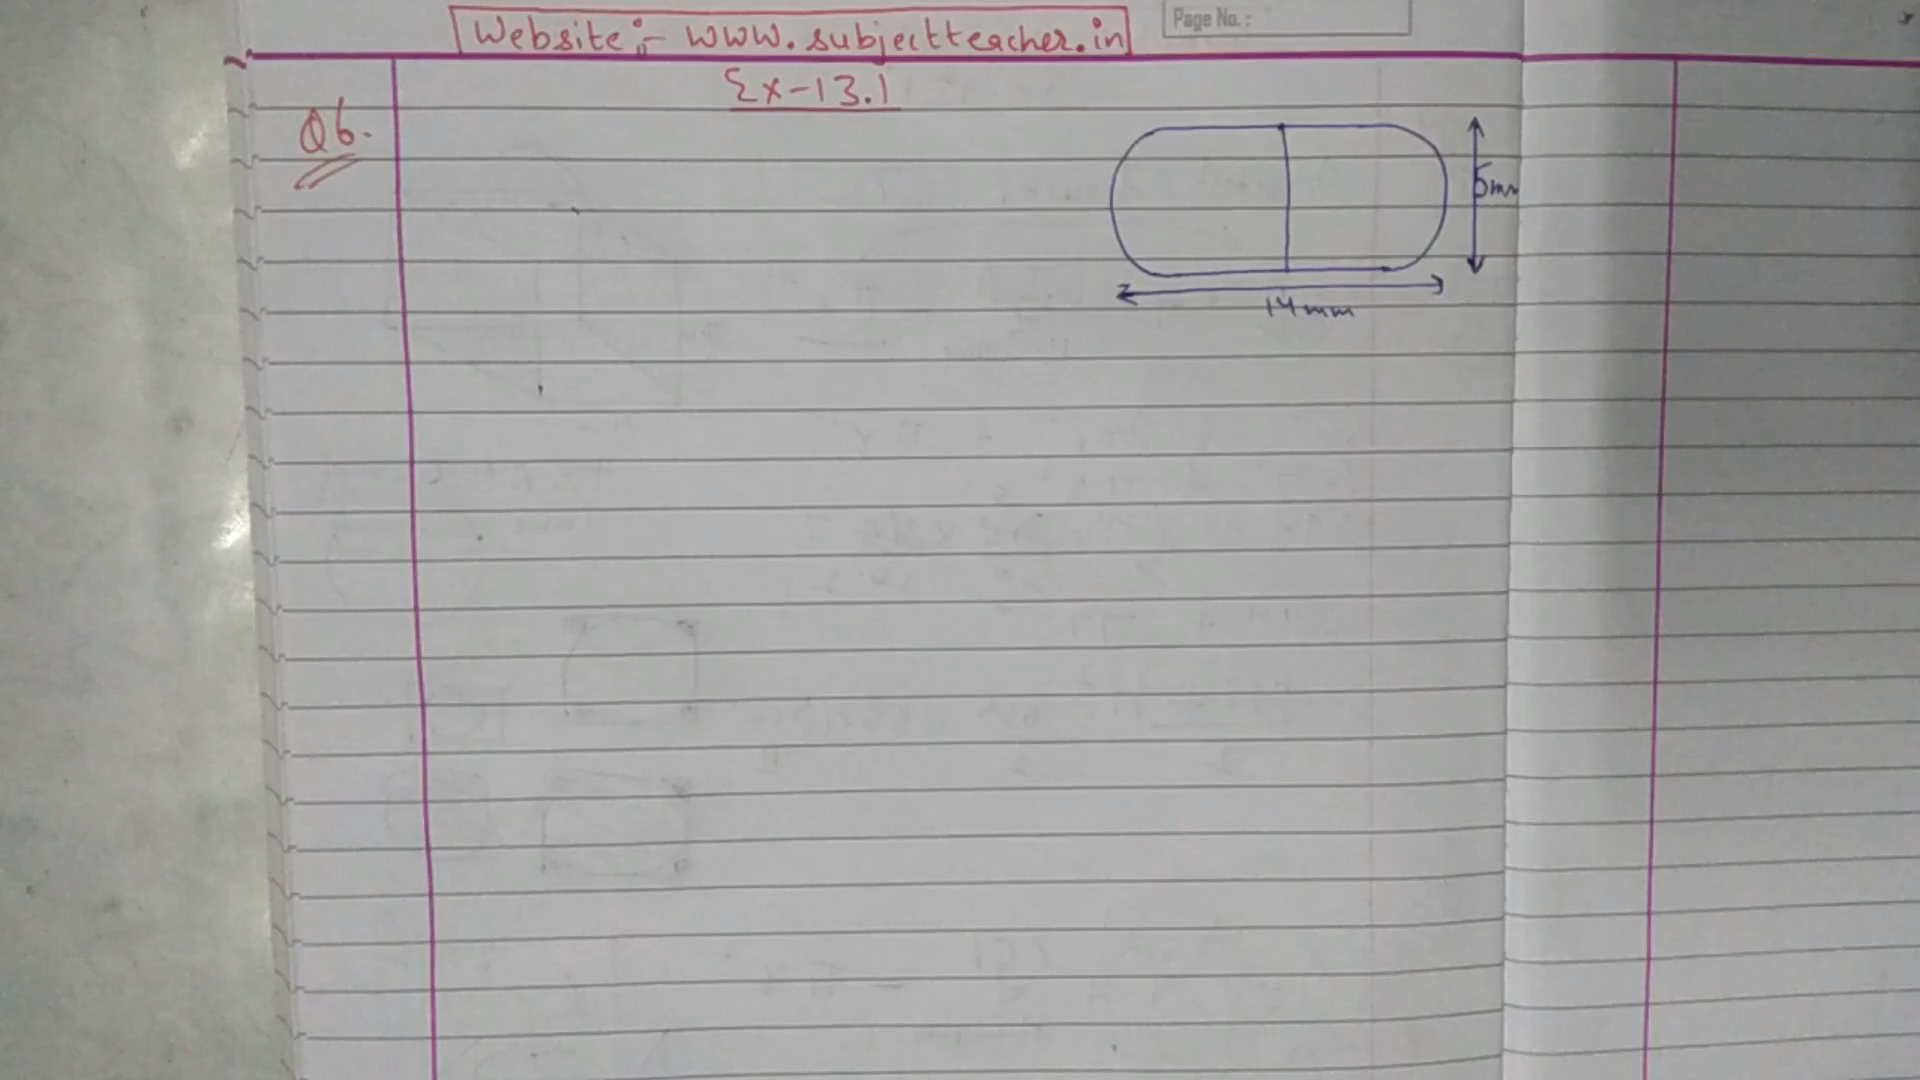 Website:- www.subjectteacher.in
Page No.:
Ex-13.1
Q6.
5mm
14mm